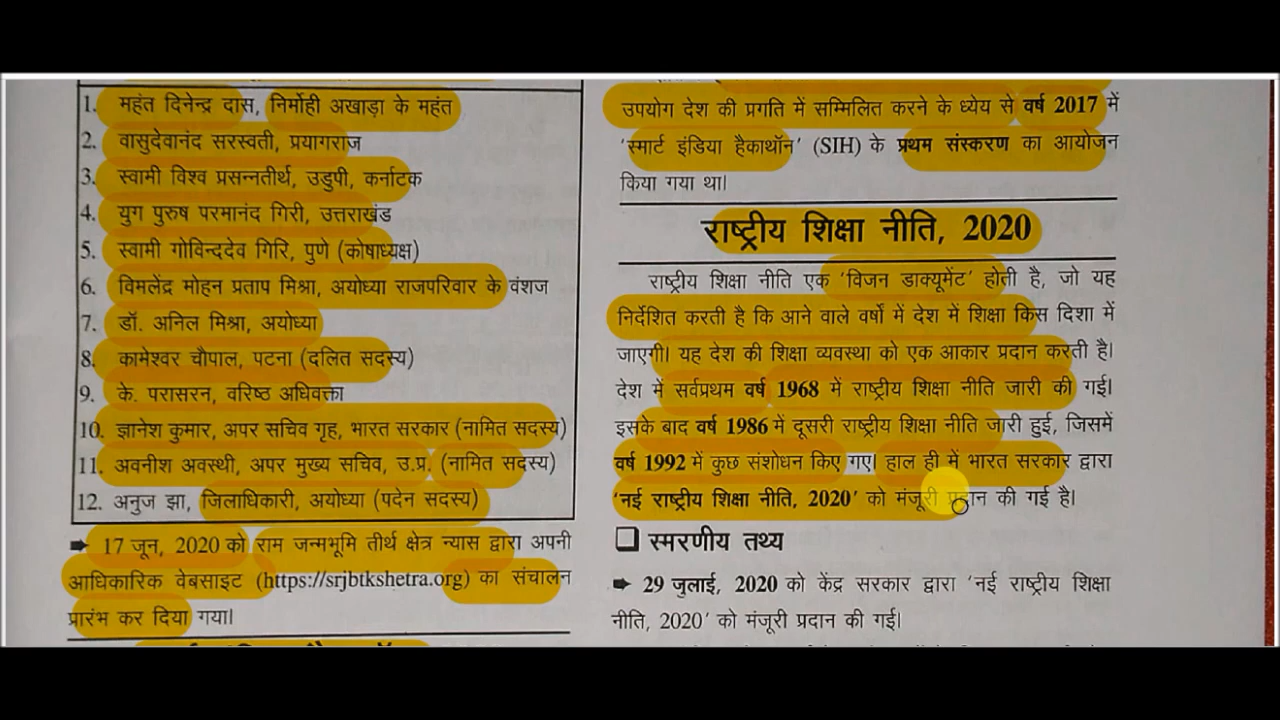 1. महंत दिनेन्द्र दास, निर्मोही अखाड़ा के महंत
2. वासुदेवानंद सरस्वती, प्रयागराज
3. स्वामी विश्व प्रसन्नतीर्थ, उडुपी, कर्नाटक
4. युग पुरुष परमानंद गिरी, उत्तराखंड
5. स्वामी गोविन्ददेव गिरि, पुणे (कोषाध्यक्ष)
6. विमलेंद्र मोहन प्रताप मिश्रा, अयोध्या राजपरिवार के वंशज
7. डॉ. अनिल मिश्रा, अयोध्या
8. कामेश्वर चौपाल, पटना (दलित सदस्य)
9. के. परासरन, वरिष्ठ अधिवक्ता
10. ज्ञानेश कुमार, अपर सचिव गृह, भारत सरकार (नामित सदस्य)
11. अवनीश अवस्थी, अपर मुख्य सचिव, उ.प्र. (नामित सदस्य)
12. अनुज झा, जिलाधिकारी, अयोध्या (पदेन सदस्य)
➨ 17 जून, 2020 को राम जन्मभूमि तीर्थ क्षेत्र न्यास द्वारा अपनी
आधिकारिक वेबसाइट (https://srjbtkshetra.org) का संचालन
प्रारंभ कर दिया गया।
उपयोग देश की प्रगति में सम्मिलित करने के ध्येय से वर्ष 2017 में
‘स्मार्ट इंडिया हैकाथॉन’ (SIH) के प्रथम संस्करण का आयोजन
किया गया था।
राष्ट्रीय शिक्षा नीति, 2020
राष्ट्रीय शिक्षा नीति एक ‘विजन डाक्यूमेंट’ होती है, जो यह
निर्देशित करती है कि आने वाले वर्षों में देश में शिक्षा किस दिशा में
जाएगी। यह देश की शिक्षा व्यवस्था को एक आकार प्रदान करती है।
देश में सर्वप्रथम वर्ष 1968 में राष्ट्रीय शिक्षा नीति जारी की गई।
इसके बाद वर्ष 1986 में दूसरी राष्ट्रीय शिक्षा नीति जारी हुई, जिसमें
वर्ष 1992 में कुछ संशोधन किए गए। हाल ही में भारत सरकार द्वारा
‘नई राष्ट्रीय शिक्षा नीति, 2020’ को मंजूरी प्रदान की गई है।
❑ स्मरणीय तथ्य
➨ 29 जुलाई, 2020 को केंद्र सरकार द्वारा ‘नई राष्ट्रीय शिक्षा
नीति, 2020’ को मंजूरी प्रदान की गई।